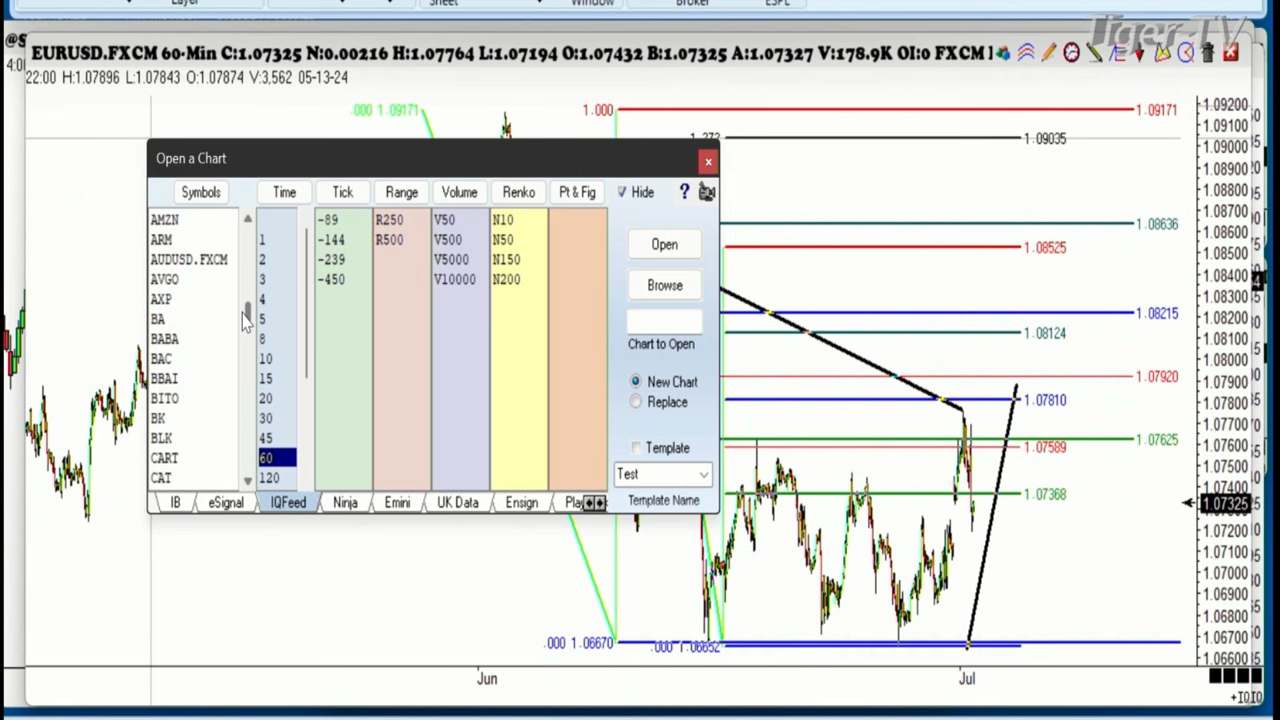 Layer Sheet Window Broker ESPL
Tiger TV
EURUSD.FXCM 60-Min C:1.07325 N:0.00216 H:1.07764 L:1.07194 O:1.07432 B:1.07325 A:1.07327 V:178.9K OI:0 FXCM
22:00 H:1.07896 L:1.07843 O:1.07874 V:3,562 05-13-24
.000 1.09171
1.000
1.09171
1.272
1.09035
1.08636
1.08525
1.08215
1.08124
1.07920
1.07810
1.07625
1.07589
1.07368
.000 1.06670
.000 1.06652
Open a Chart
Symbols Time Tick Range Volume Renko Pt & Fig Hide ?
AMZN -89 R250 V50 N10
ARM 1 -144 R500 V500 N50
AUDUSD.FXCM 2 -239 V5000 N150
AVGO 3 -450 V10000 N200
AXP 4
BA 5
BABA 8
BAC 10
BBAI 15
BITO 20
BK 30
BLK 45
CART 60
CAT 120
Open
Browse
Chart to Open
New Chart
Replace
Template
Test
Template Name
IB eSignal IQFeed Ninja Emini UK Data Ensign
1.09200
1.09100
1.09000
1.08900
1.08800
1.08700
1.08600
1.08500
1.08400
1.08300
1.08200
1.08100
1.08000
1.07900
1.07800
1.07700
1.07600
1.07500
1.07400
1.07325
1.07200
1.07100
1.07000
1.06900
1.06800
1.06700
1.06600
Jun Jul